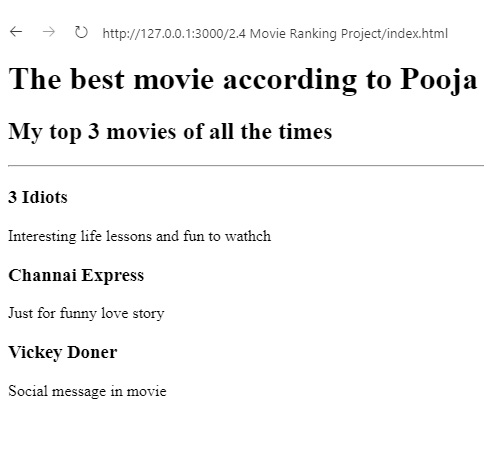 http://127.0.0.1:3000/2.4 Movie Ranking Project/index.html
The best movie according to Pooja
My top 3 movies of all the times
3 Idiots
Interesting life lessons and fun to wathch
Channai Express
Just for funny love story
Vickey Doner
Social message in movie